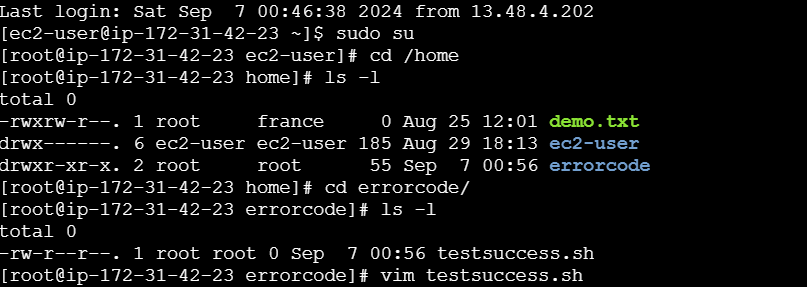 Last login: Sat Sep  7 00:46:38 2024 from 13.48.4.202
[ec2-user@ip-172-31-42-23 ~]$ sudo su
[root@ip-172-31-42-23 ec2-user]# cd /home
[root@ip-172-31-42-23 home]# ls -l
total 0
-rwxrw-r--. 1 root     france     0 Aug 25 12:01 demo.txt
drwx------. 6 ec2-user ec2-user 185 Aug 29 18:13 ec2-user
drwxr-xr-x. 2 root     root      55 Sep  7 00:56 errorcode
[root@ip-172-31-42-23 home]# cd errorcode/
[root@ip-172-31-42-23 errorcode]# ls -l
total 0
-rw-r--r--. 1 root root 0 Sep  7 00:56 testsuccess.sh
[root@ip-172-31-42-23 errorcode]# vim testsuccess.sh